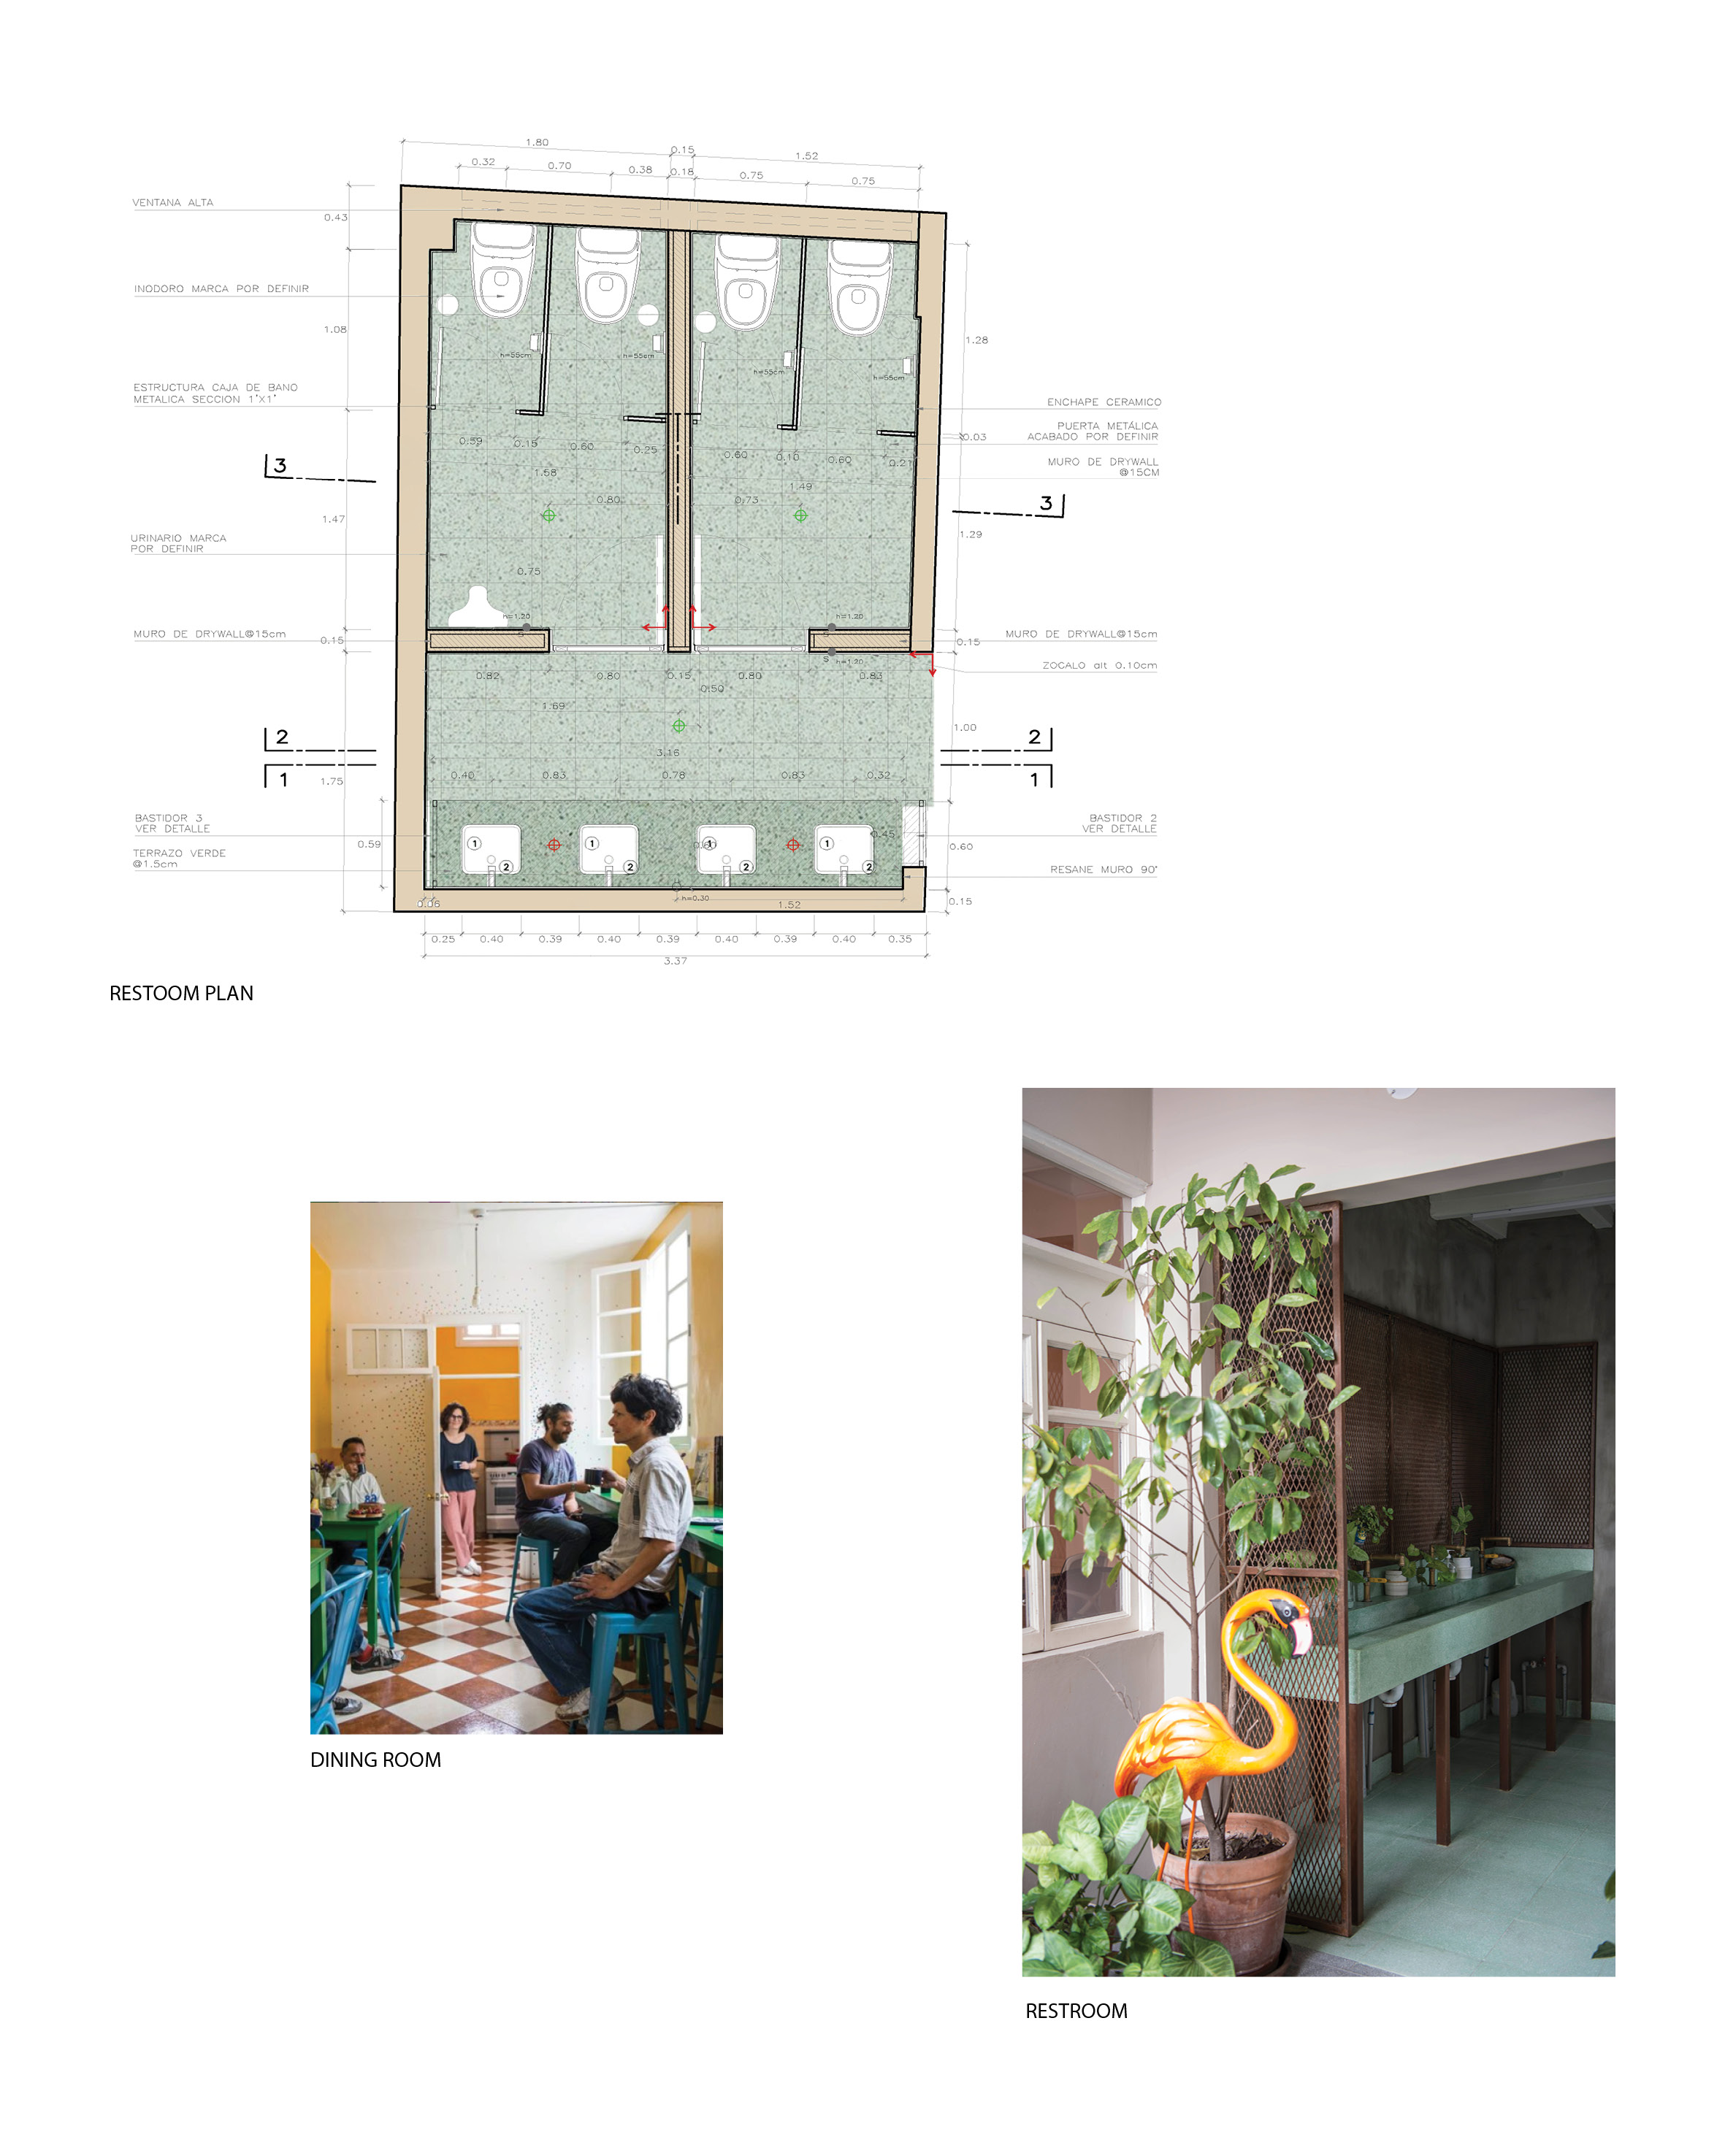 1.80
0.15
1.52
0.32
0.70
0.38
0.18
0.75
0.75
VENTANA ALTA
0.43
INODORO MARCA POR DEFINIR
1.08
1.28
h=55cm
h=55cm
h=55cm
h=55cm
ESTRUCTURA CAJA DE BANO
METALICA SECCION 1"X1"
ENCHAPE CERAMICO
PUERTA METÁLICA
ACABADO POR DEFINIR
0.03
MURO DE DRYWALL
@15CM
0.59
0.15
0.60
0.25
0.60
0.10
0.60
0.21
1.58
1.49
0.80
0.73
3
3
1.47
1.29
URINARIO MARCA
POR DEFINIR
0.75
h=1.20
h=1.20
S
S
MURO DE DRYWALL@15cm
0.15
0.15
MURO DE DRYWALL@15cm
S
h=1.20
ZOCALO alt 0.10cm
0.82
0.80
0.15
0.80
0.83
0.50
1.69
1.00
2
2
3.16
1
1
1.75
0.40
0.83
0.78
0.83
0.32
BASTIDOR 3
VER DETALLE
BASTIDOR 2
VER DETALLE
0.59
0.45
0.60
1
2
1
2
1
2
1
2
TERRAZO VERDE
@1.5cm
RESANE MURO 90°
h=0.30
1.52
0.15
0.25
0.40
0.39
0.40
0.39
0.40
0.39
0.40
0.35
3.37
RESTOOM PLAN
DINING ROOM
RESTROOM